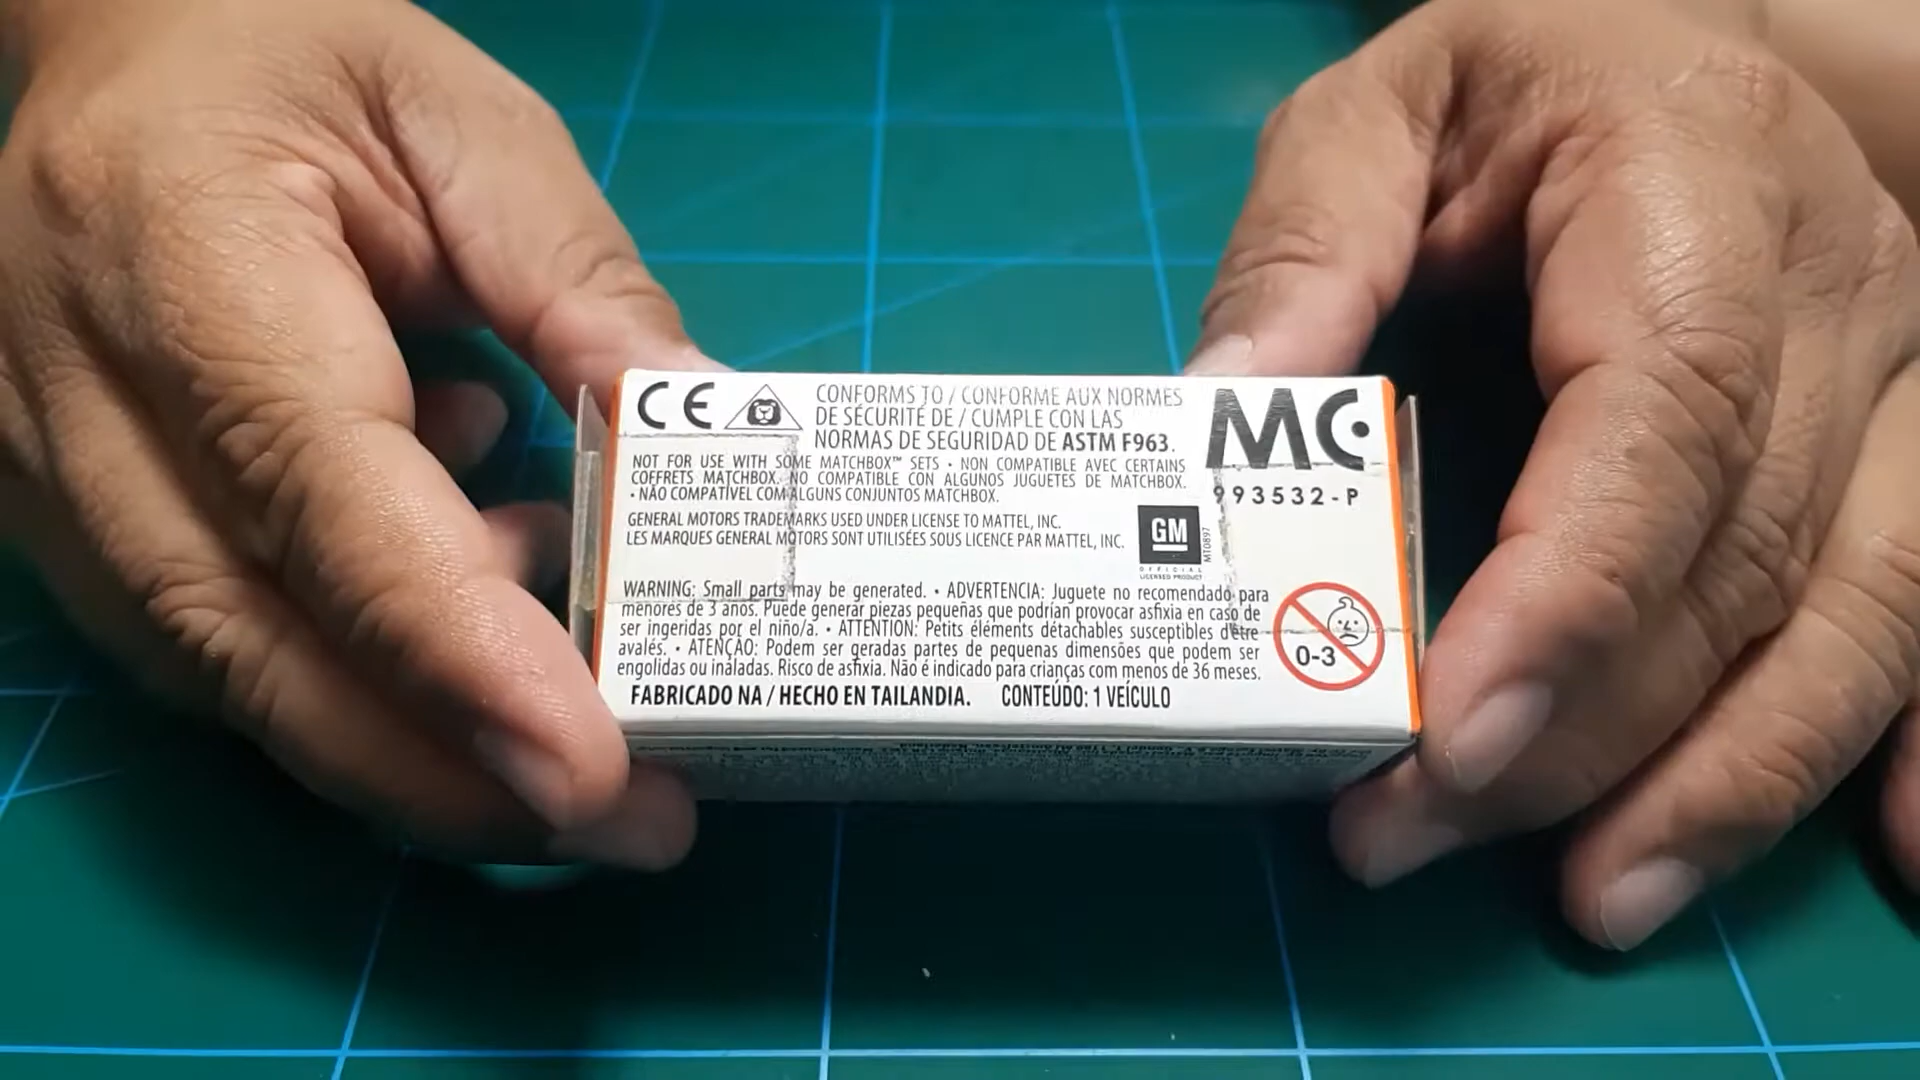 CE
CONFORMS TO / CONFORME AUX NORMES
DE SÉCURITÉ DE / CUMPLE CON LAS
NORMAS DE SEGURIDAD DE ASTM F963.
MC
993532-P
NOT FOR USE WITH SOME MATCHBOX™ SETS • NON COMPATIBLE AVEC CERTAINS
COFFRETS MATCHBOX. NO COMPATIBLE CON ALGUNOS JUGUETES DE MATCHBOX.
• NÃO COMPATÍVEL COM ALGUNS CONJUNTOS MATCHBOX.
GENERAL MOTORS TRADEMARKS USED UNDER LICENSE TO MATTEL, INC.
LES MARQUES GENERAL MOTORS SONT UTILISÉES SOUS LICENCE PAR MATTEL, INC.
GM
OFFICIAL
LICENSED PRODUCT
MT0897
WARNING: Small parts may be generated. • ADVERTENCIA: Juguete no recomendado para
menores de 3 años. Puede generar piezas pequeñas que podrían provocar asfixia en caso de
ser ingeridas por el niño/a. • ATTENTION: Petits éléments détachables susceptibles d'être
avalés. • ATENÇÃO: Podem ser geradas partes de pequenas dimensões que podem ser
engolidas ou inaladas. Risco de asfixia. Não é indicado para crianças com menos de 36 meses.
0-3
FABRICADO NA / HECHO EN TAILANDIA. CONTEÚDO: 1 VEÍCULO